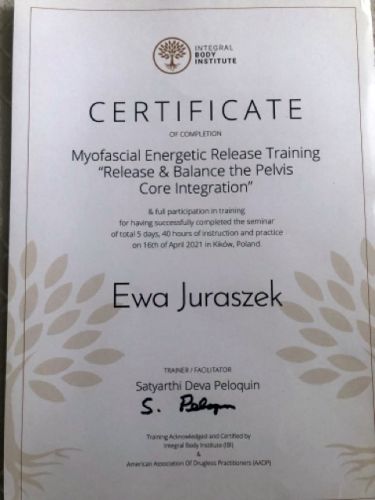 INTEGRAL
BODY
INSTITUTE
CERTIFICATE
OF COMPLETION
Myofascial Energetic Release Training
"Release & Balance the Pelvis
Core Integration"
& full participation in training
for having successfully completed the seminar
of total 5 days, 40 hours of instruction and practice
on 16th of April 2021 in Kików, Poland.
Ewa Juraszek
TRAINER / FACILITATOR
Satyarthi Deva Peloquin
S. Peloquin
Training Acknowledged and Certified by
Integral Body Institute (IBI)
&
American Association Of Drugless Practitioners (AADP)